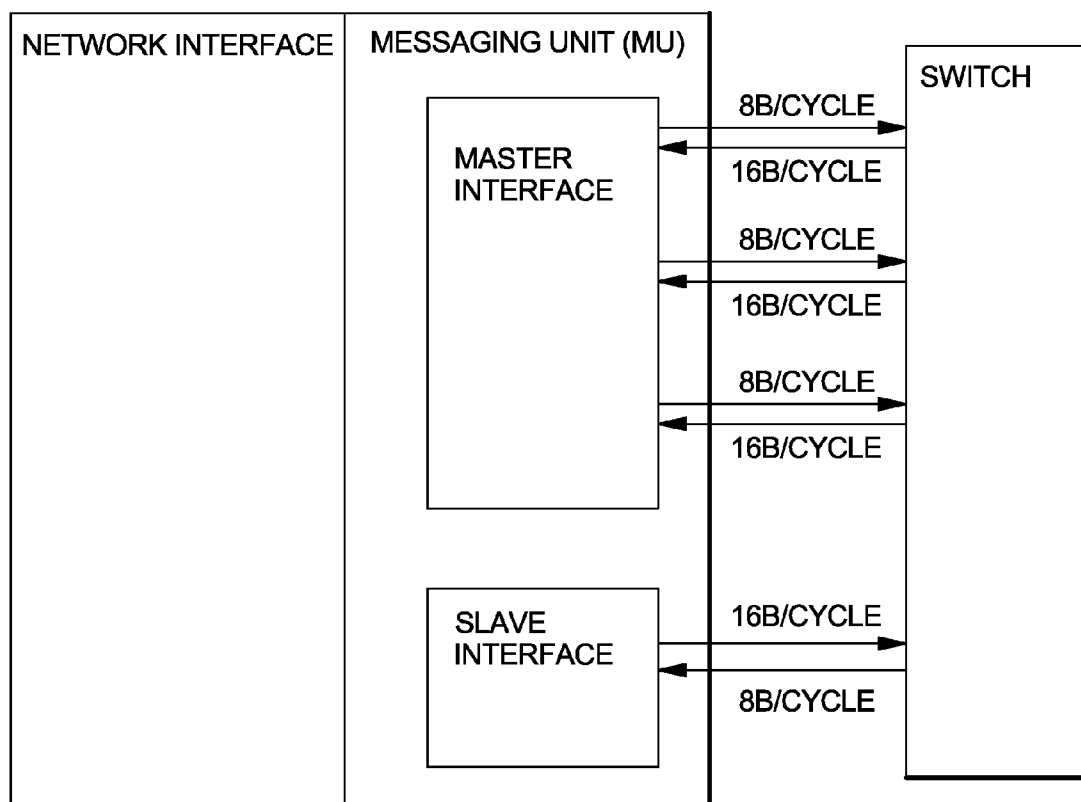 NETWORK INTERFACE
MESSAGING UNIT (MU)
SWITCH
MASTER
INTERFACE
8B/CYCLE
16B/CYCLE
8B/CYCLE
16B/CYCLE
8B/CYCLE
16B/CYCLE
SLAVE
INTERFACE
16B/CYCLE
8B/CYCLE